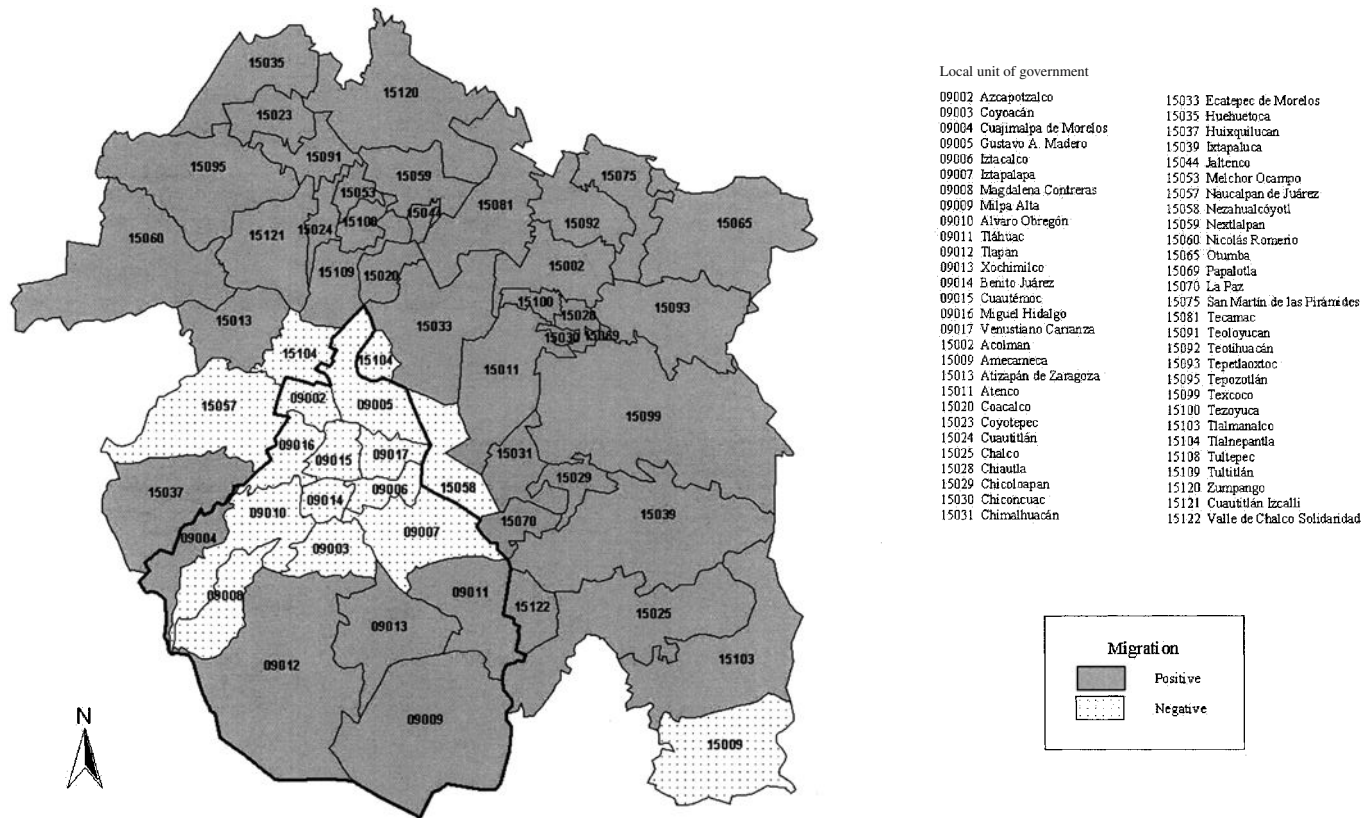 15035
15120
15023
15091
15095
15059
15075
15053
15044
15081
15065
15108
15092
15121
15024
15060
15002
15109
15020
15100
15093
15028
15013
15033
15030
15069
15104
15104
15011
09002
09005
15099
15057
09016
09017
15031
09015
15029
15037
09006
15058
09014
09010
15070
15039
09004
09007
09003
09008
09011
15122
15025
09013
09012
15103
09009
15009
N
Local unit of government
09002 Azcapotzalco
09003 Coyoacán
09004 Cuajimalpa de Morelos
09005 Gustavo A. Madero
09006 Iztacalco
09007 Iztapalapa
09008 Magdalena Contreras
09009 Milpa Alta
09010 Alvaro Obregón
09011 Tláhuac
09012 Tlapan
09013 Xochimilco
09014 Benito Juárez
09015 Cuautémoc
09016 Miguel Hidalgo
09017 Venustiano Carranza
15002 Acolman
15009 Amecameca
15013 Atizapán de Zaragoza
15011 Atenco
15020 Coacalco
15023 Coyotepec
15024 Cuautitlán
15025 Chalco
15028 Chiautla
15029 Chicoloapan
15030 Chiconcuac
15031 Chimalhuacán
15033 Ecatepec de Morelos
15035 Huehuetoca
15037 Huixquilucan
15039 Ixtapaluca
15044 Jaltenco
15053 Melchor Ocampo
15057 Naucalpan de Juárez
15058 Nezahualcóyotl
15059 Nextlalpan
15060 Nicolás Romerio
15065 Otumba
15069 Papalotla
15070 La Paz
15075 San Martín de las Pirámides
15081 Tecamac
15091 Teoloyucan
15092 Teotihuacán
15093 Tepetlaoxtoc
15095 Tepozotlán
15099 Texcoco
15100 Tezoyuca
15103 Tlalmanalco
15104 Tlalnepantla
15108 Tultepec
15109 Tultitlán
15120 Zumpango
15121 Cuautitlán Izcalli
15122 Valle de Chalco Solidaridad
Migration
Positive
Negative